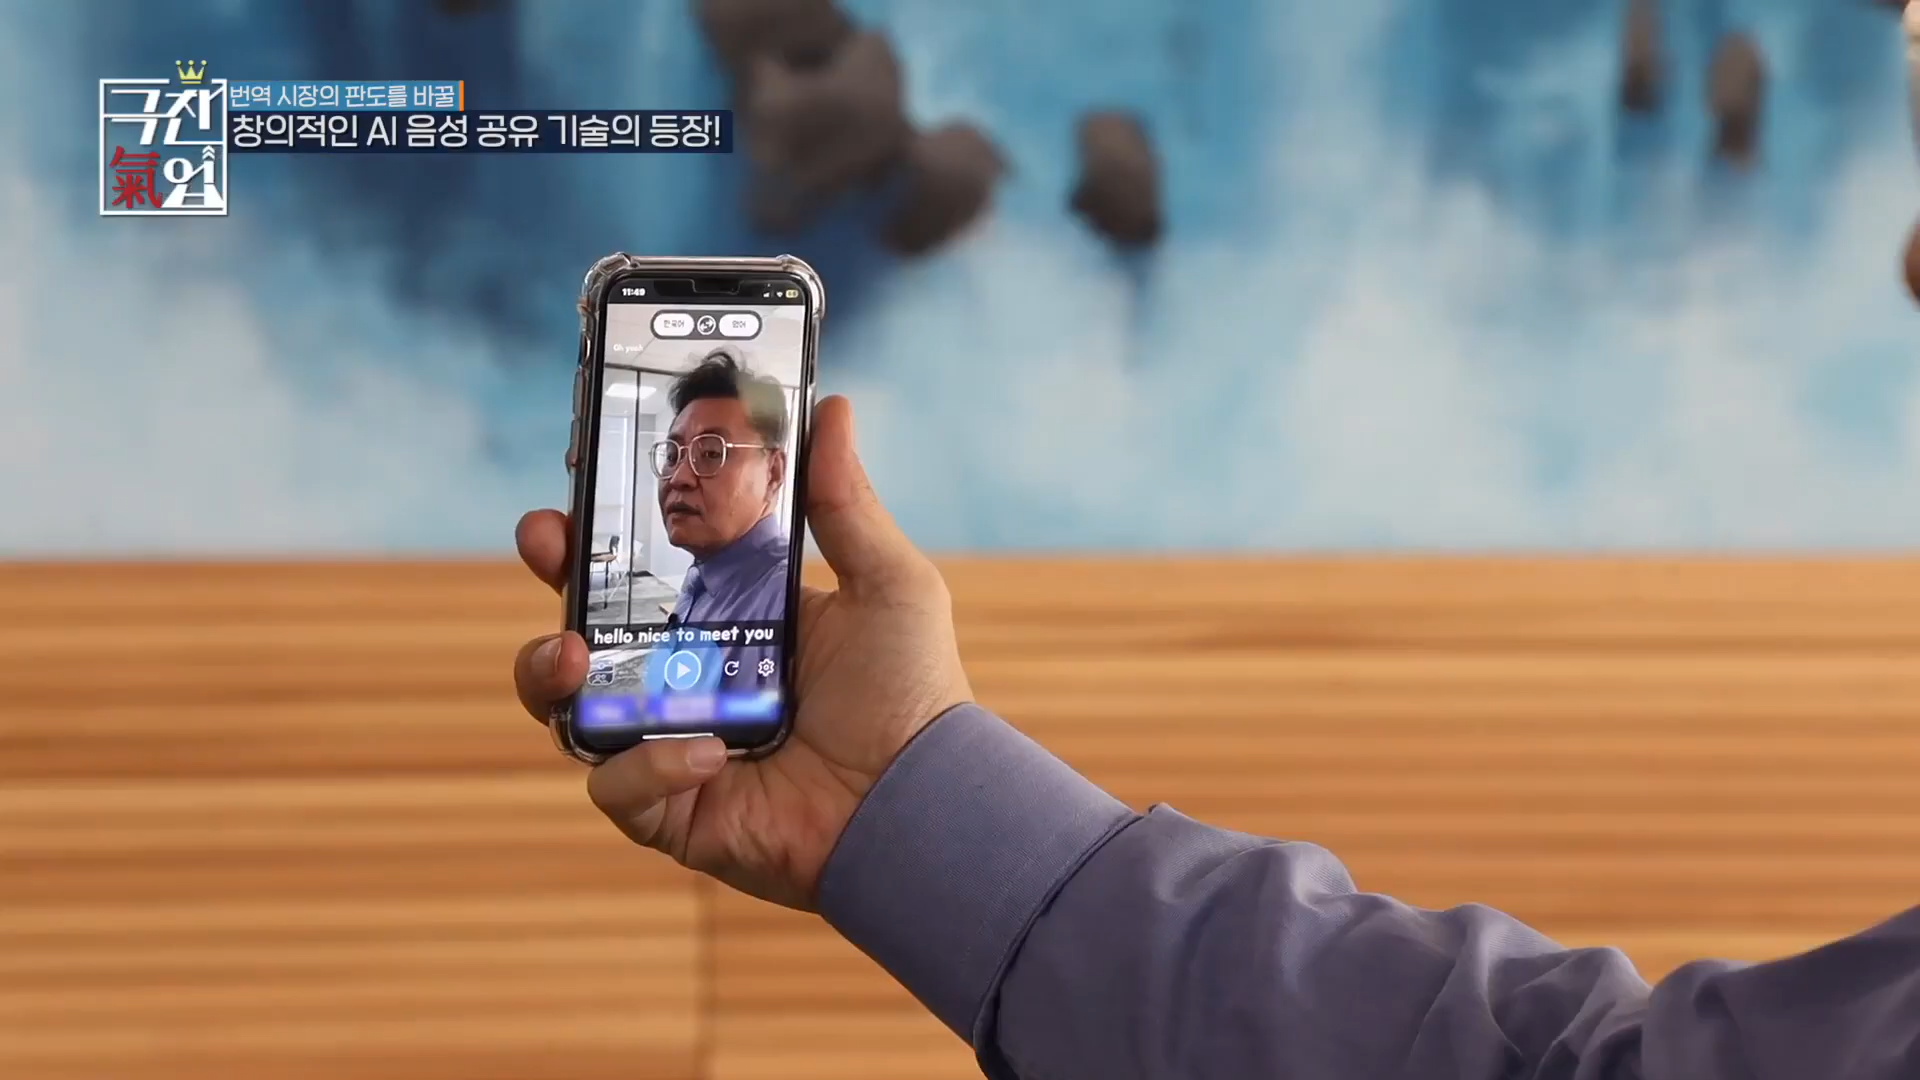 극찬
氣업
번역 시장의 판도를 바꿀
창의적인 AI 음성 공유 기술의 등장!
11:49
한국어
영어
Oh yeah
hello nice to meet you